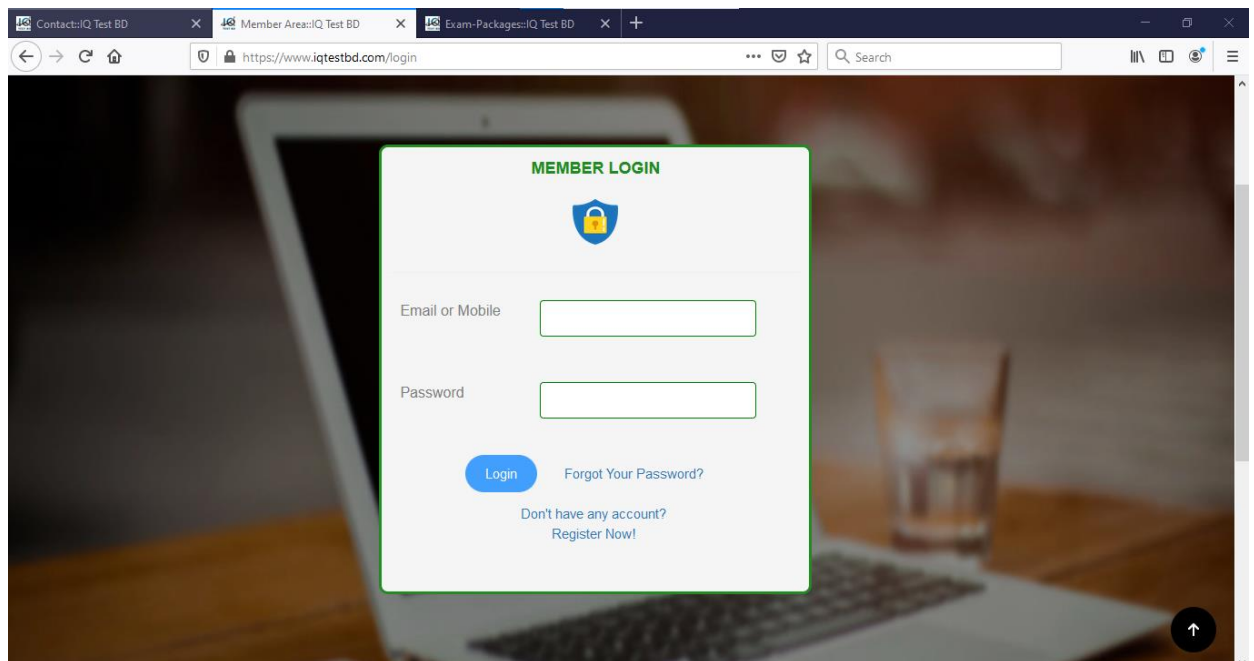 Contact::IQ Test BD
Member Area::IQ Test BD
Exam-Packages::IQ Test BD
https://www.iqtestbd.com/login
Search
MEMBER LOGIN
Email or Mobile
Password
Login Forgot Your Password?
Don't have any account?
Register Now!